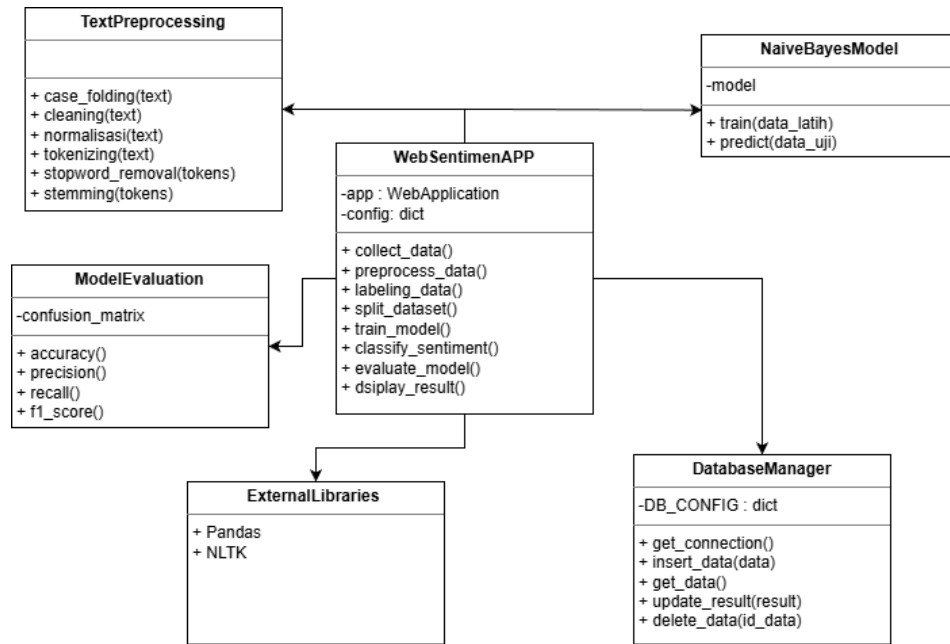 TextPreprocessing
+ case_folding(text)
+ cleaning(text)
+ normalisasi(text)
+ tokenizing(text)
+ stopword_removal(tokens)
+ stemming(tokens)
NaiveBayesModel
-model
+ train(data_latih)
+ predict(data_uji)
WebSentimenAPP
-app : WebApplication
-config: dict
+ collect_data()
+ preprocess_data()
+ labeling_data()
+ split_dataset()
+ train_model()
+ classify_sentiment()
+ evaluate_model()
+ dsiplay_result()
ModelEvaluation
-confusion_matrix
+ accuracy()
+ precision()
+ recall()
+ f1_score()
ExternalLibraries
+ Pandas
+ NLTK
DatabaseManager
-DB_CONFIG : dict
+ get_connection()
+ insert_data(data)
+ get_data()
+ update_result(result)
+ delete_data(id_data)